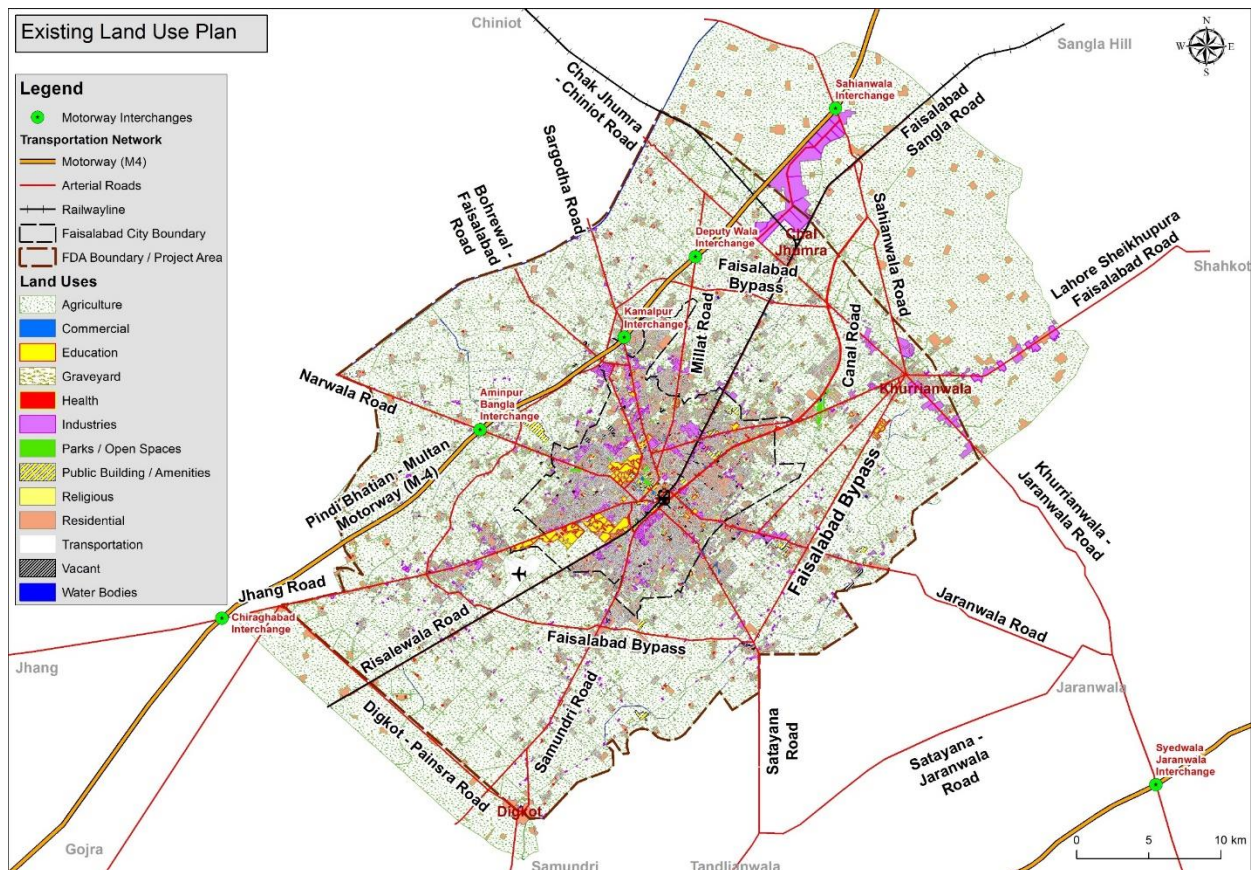 Existing Land Use Plan
Legend
Motorway Interchanges
Transportation Network
Motorway (M4)
Arterial Roads
Railwayline
Faisalabad City Boundary
FDA Boundary / Project Area
Land Uses
Agriculture
Commercial
Education
Graveyard
Health
Industries
Parks / Open Spaces
Public Building / Amenities
Religious
Residential
Transportation
Vacant
Water Bodies
Chiniot
Sangla Hill
N
W
E
S
Chak Jhumra
- Chiniot Road
Sahianwala
Interchange
Faisalabad
Sangla Road
Sargodha Road
Bohrewal -
Faisalabad
Road
Deputy Wala
Interchange
Chal
Jhumra
Sahianwala Road
Lahore Sheikhupura
Faisalabad Road
Shahkot
Faisalabad
Bypass
Kamalpur
Interchange
Millat Road
Canal Road
Narwala Road
Aminpur
Bangla
Interchange
Khurrianwala
Pindi Bhatian - Multan
Motorway (M-4)
Faisalabad Bypass
Khurrianwala -
Jaranwala Road
Jhang Road
Chiraghabad
Interchange
Risalewala Road
Faisalabad Bypass
Jaranwala Road
Jhang
Jaranwala
Digkot - Painsra Road
Samundri Road
Satayana
Road
Satayana -
Jaranwala
Road
Syedwala
Jaranwala
Interchange
Digkot
Gojra
Samundri
Tandlianwala
0 5 10 km